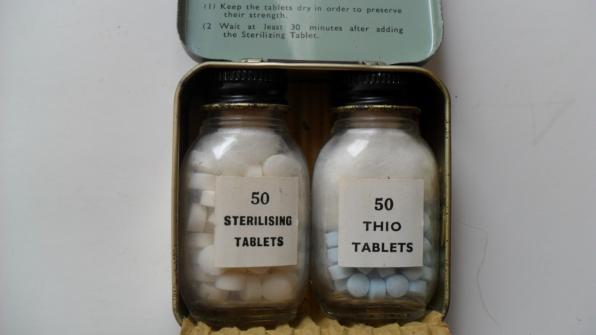 (1) Keep the tablets dry in order to preserve
their strength.
(2 Wait at least 30 minutes after adding
the Sterilizing Tablet.
50
STERILISING
TABLETS
50
THIO
TABLETS